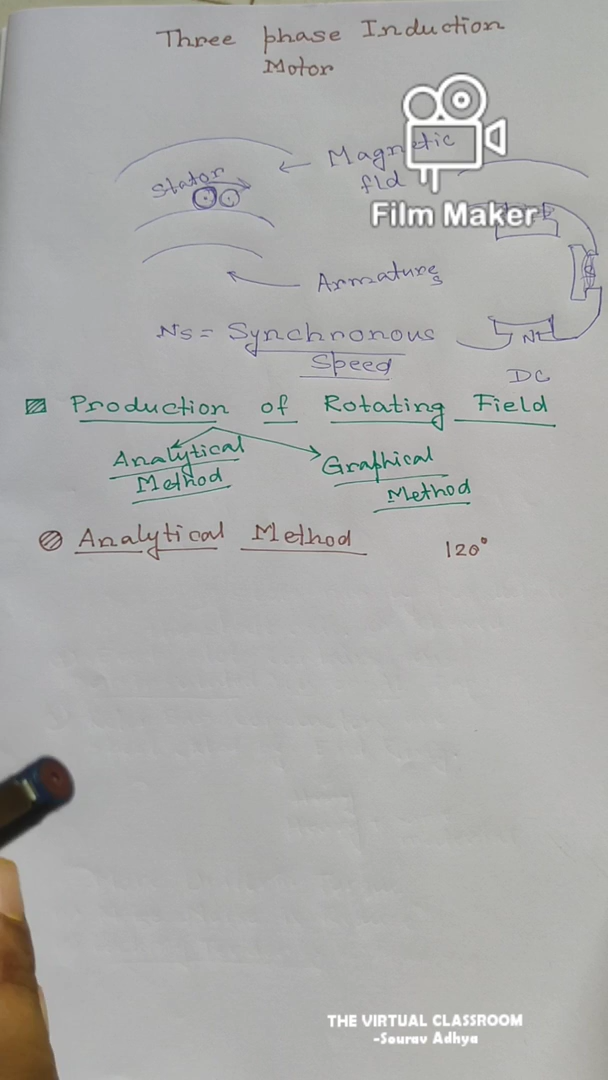 Three phase Induction
Motor
Magnetic
fld
Stator
Film Maker
Armatures
Ns = Synchronous
Speed
N
DC
Production of Rotating Field
Analytical
Method
Graphical
Method
Analytical Method
120°
THE VIRTUAL CLASSROOM
-Sourav Adhya